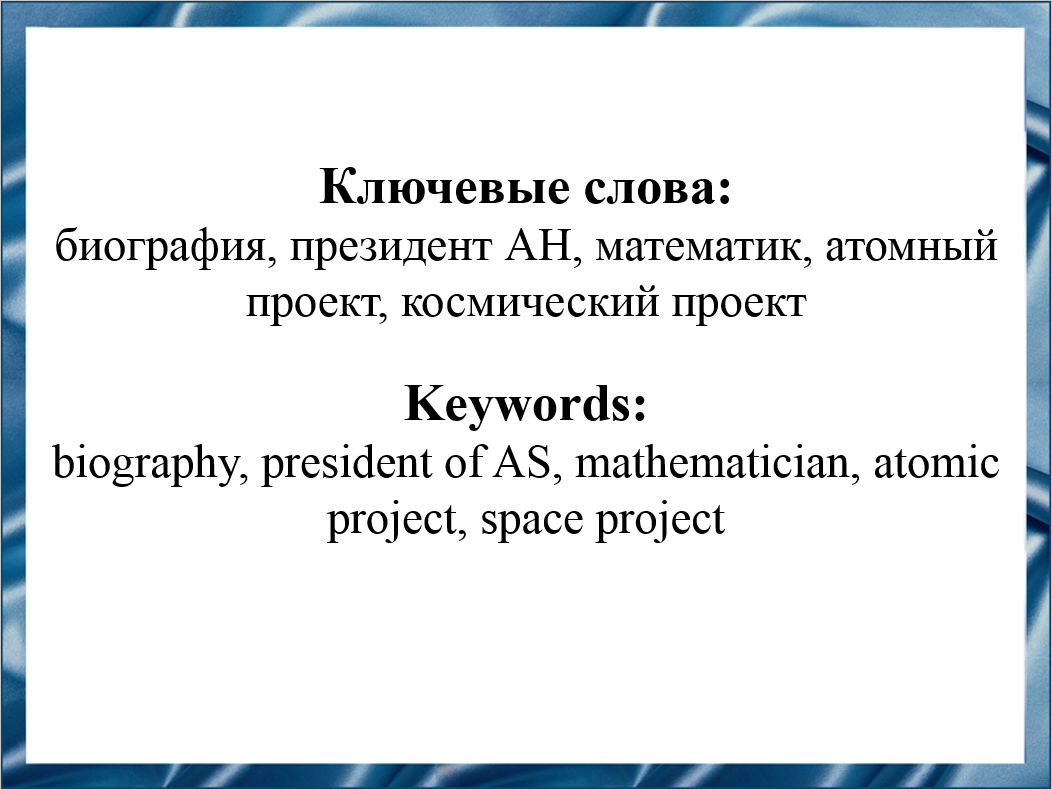 Ключевые слова:
биография, президент АН, математик, атомный
проект, космический проект
Keywords:
biography, president of AS, mathematician, atomic
project, space project